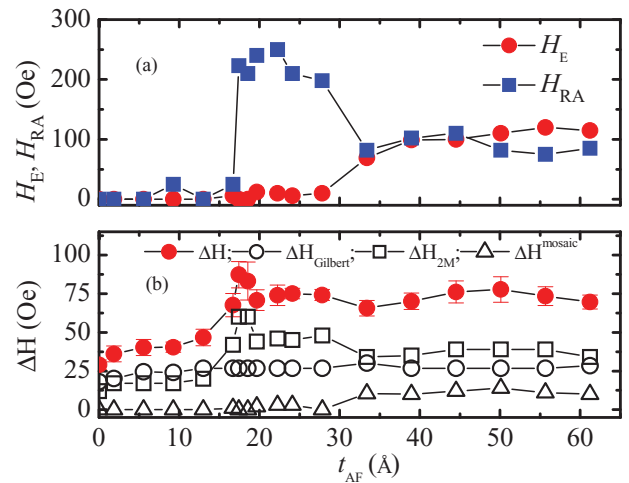 300
200
100
0
H_E, H_RA (Oe)
(a)
H_E
H_RA
ΔH; ΔH_Gilbert; ΔH_2M; ΔH^mosaic
(b)
100
75
50
25
0
ΔH (Oe)
0 10 20 30 40 50 60
t_AF (Å)